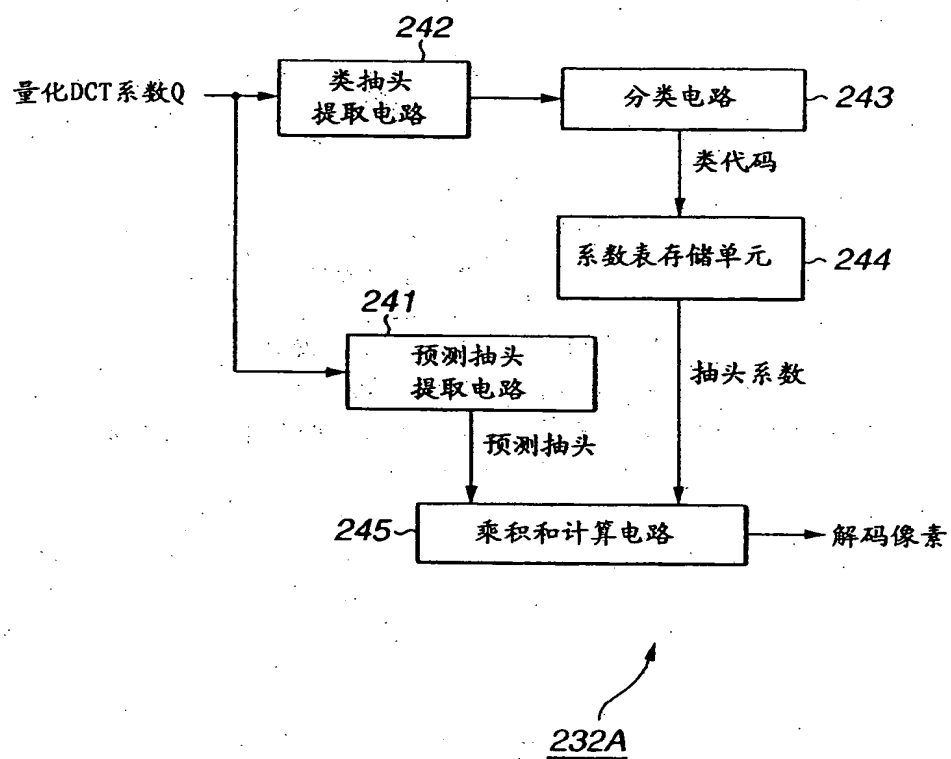 242
量化DCT系数Q
类抽头
提取电路
分类电路
243
类代码
系数表存储单元
244
241
预测抽头
提取电路
抽头系数
预测抽头
245
乘积和计算电路
解码像素
232A